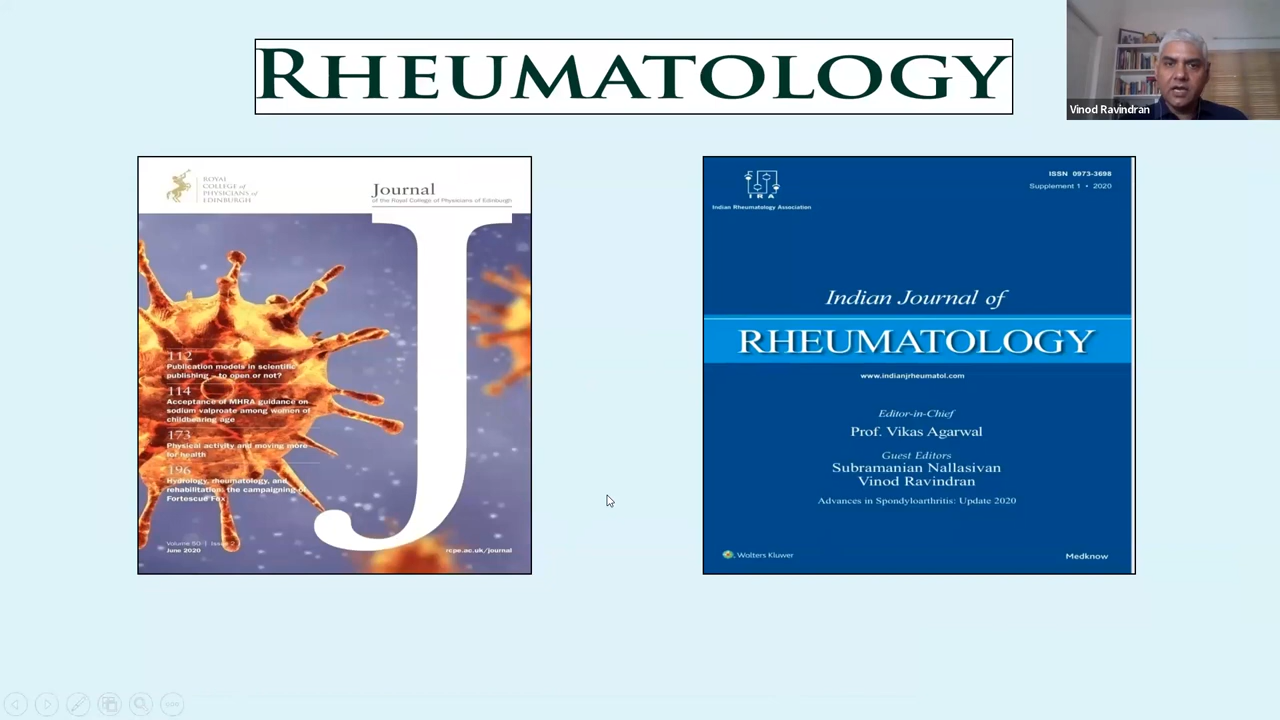 RHEUMATOLOGY
Vinod Ravindran
ROYAL
COLLEGE of
PHYSICIANS of
EDINBURGH
Journal
of the Royal College of Physicians of Edinburgh
J
112
Publication models in scientific
publishing – to open or not?
114
Acceptance of MHRA guidance on
sodium valproate among women of
childbearing age
173
Physical activity and moving more
for health
196
Hydrology, rheumatology, and
rehabilitation: the campaigning of
Fortescue Fox
Volume 50 | Issue 2
June 2020
rcpe.ac.uk/journal
IRA
Indian Rheumatology Association
ISSN 0973-3698
Supplement 1 • 2020
Indian Journal of
RHEUMATOLOGY
www.indianjrheumatol.com
Editor-in-Chief
Prof. Vikas Agarwal
Guest Editors
Subramanian Nallasivan
Vinod Ravindran
Advances in Spondyloarthritis: Update 2020
Wolters Kluwer
Medknow